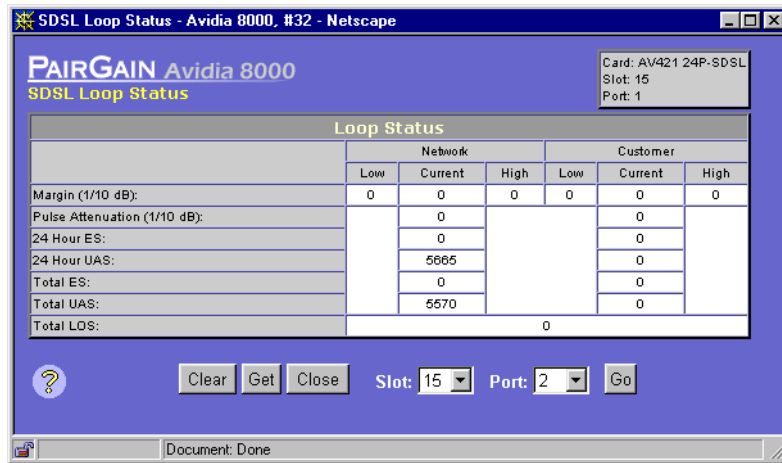 SDSL Loop Status - Avidia 8000, #32 - Netscape
PAIRGAIN Avidia 8000
SDSL Loop Status
Card: AV421 24P-SDSL
Slot: 15
Port: 1
Loop Status
Network Customer
Low Current High Low Current High
Margin (1/10 dB): 0 0 0 0 0 0
Pulse Attenuation (1/10 dB): 0 0
24 Hour ES: 0 0
24 Hour UAS: 5665 0
Total ES: 0 0
Total UAS: 5570 0
Total LOS: 0
? Clear Get Close Slot: 15 Port: 2 Go
Document: Done